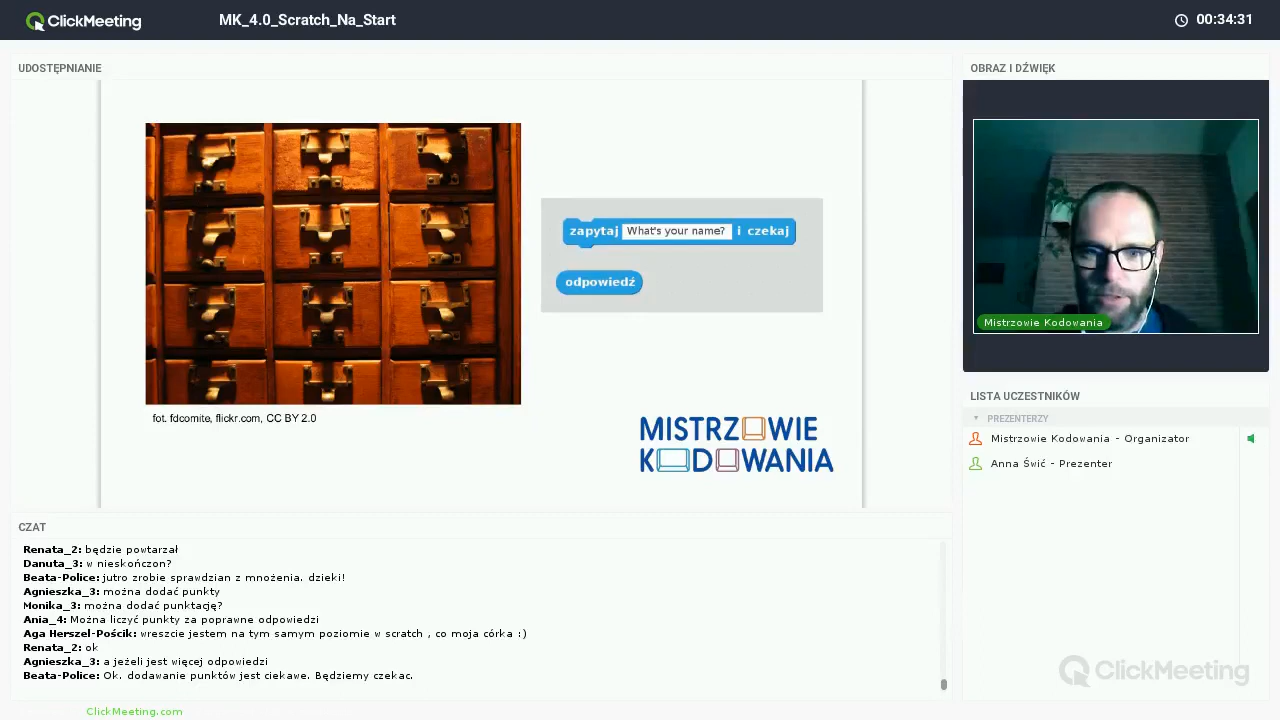 ClickMeeting
MK_4.0_Scratch_Na_Start
00:34:31
UDOSTĘPNIANIE
zapytaj What's your name? i czekaj
odpowiedź
fot. fdcomite, flickr.com, CC BY 2.0
MISTRZOWIE
KODOWANIA
OBRAZ I DŹWIĘK
Mistrzowie Kodowania
LISTA UCZESTNIKÓW
PREZENTERZY
Mistrzowie Kodowania - Organizator
Anna Świć - Prezenter
CZAT
Renata_2: będzie powtarzał
Danuta_3: w nieskończon?
Beata-Police: jutro zrobie sprawdzian z mnożenia. dzieki!
Agnieszka_3: można dodać punkty
Monika_3: można dodać punktację?
Ania_4: Można liczyć punkty za poprawne odpowiedzi
Aga Herszel-Pościk: wreszcie jestem na tym samym poziomie w scratch , co moja córka :)
Renata_2: ok
Agnieszka_3: a jeżeli jest więcej odpowiedzi
Beata-Police: Ok. dodawanie punktów jest ciekawe. Będziemy czekac.
ClickMeeting
ClickMeeting.com